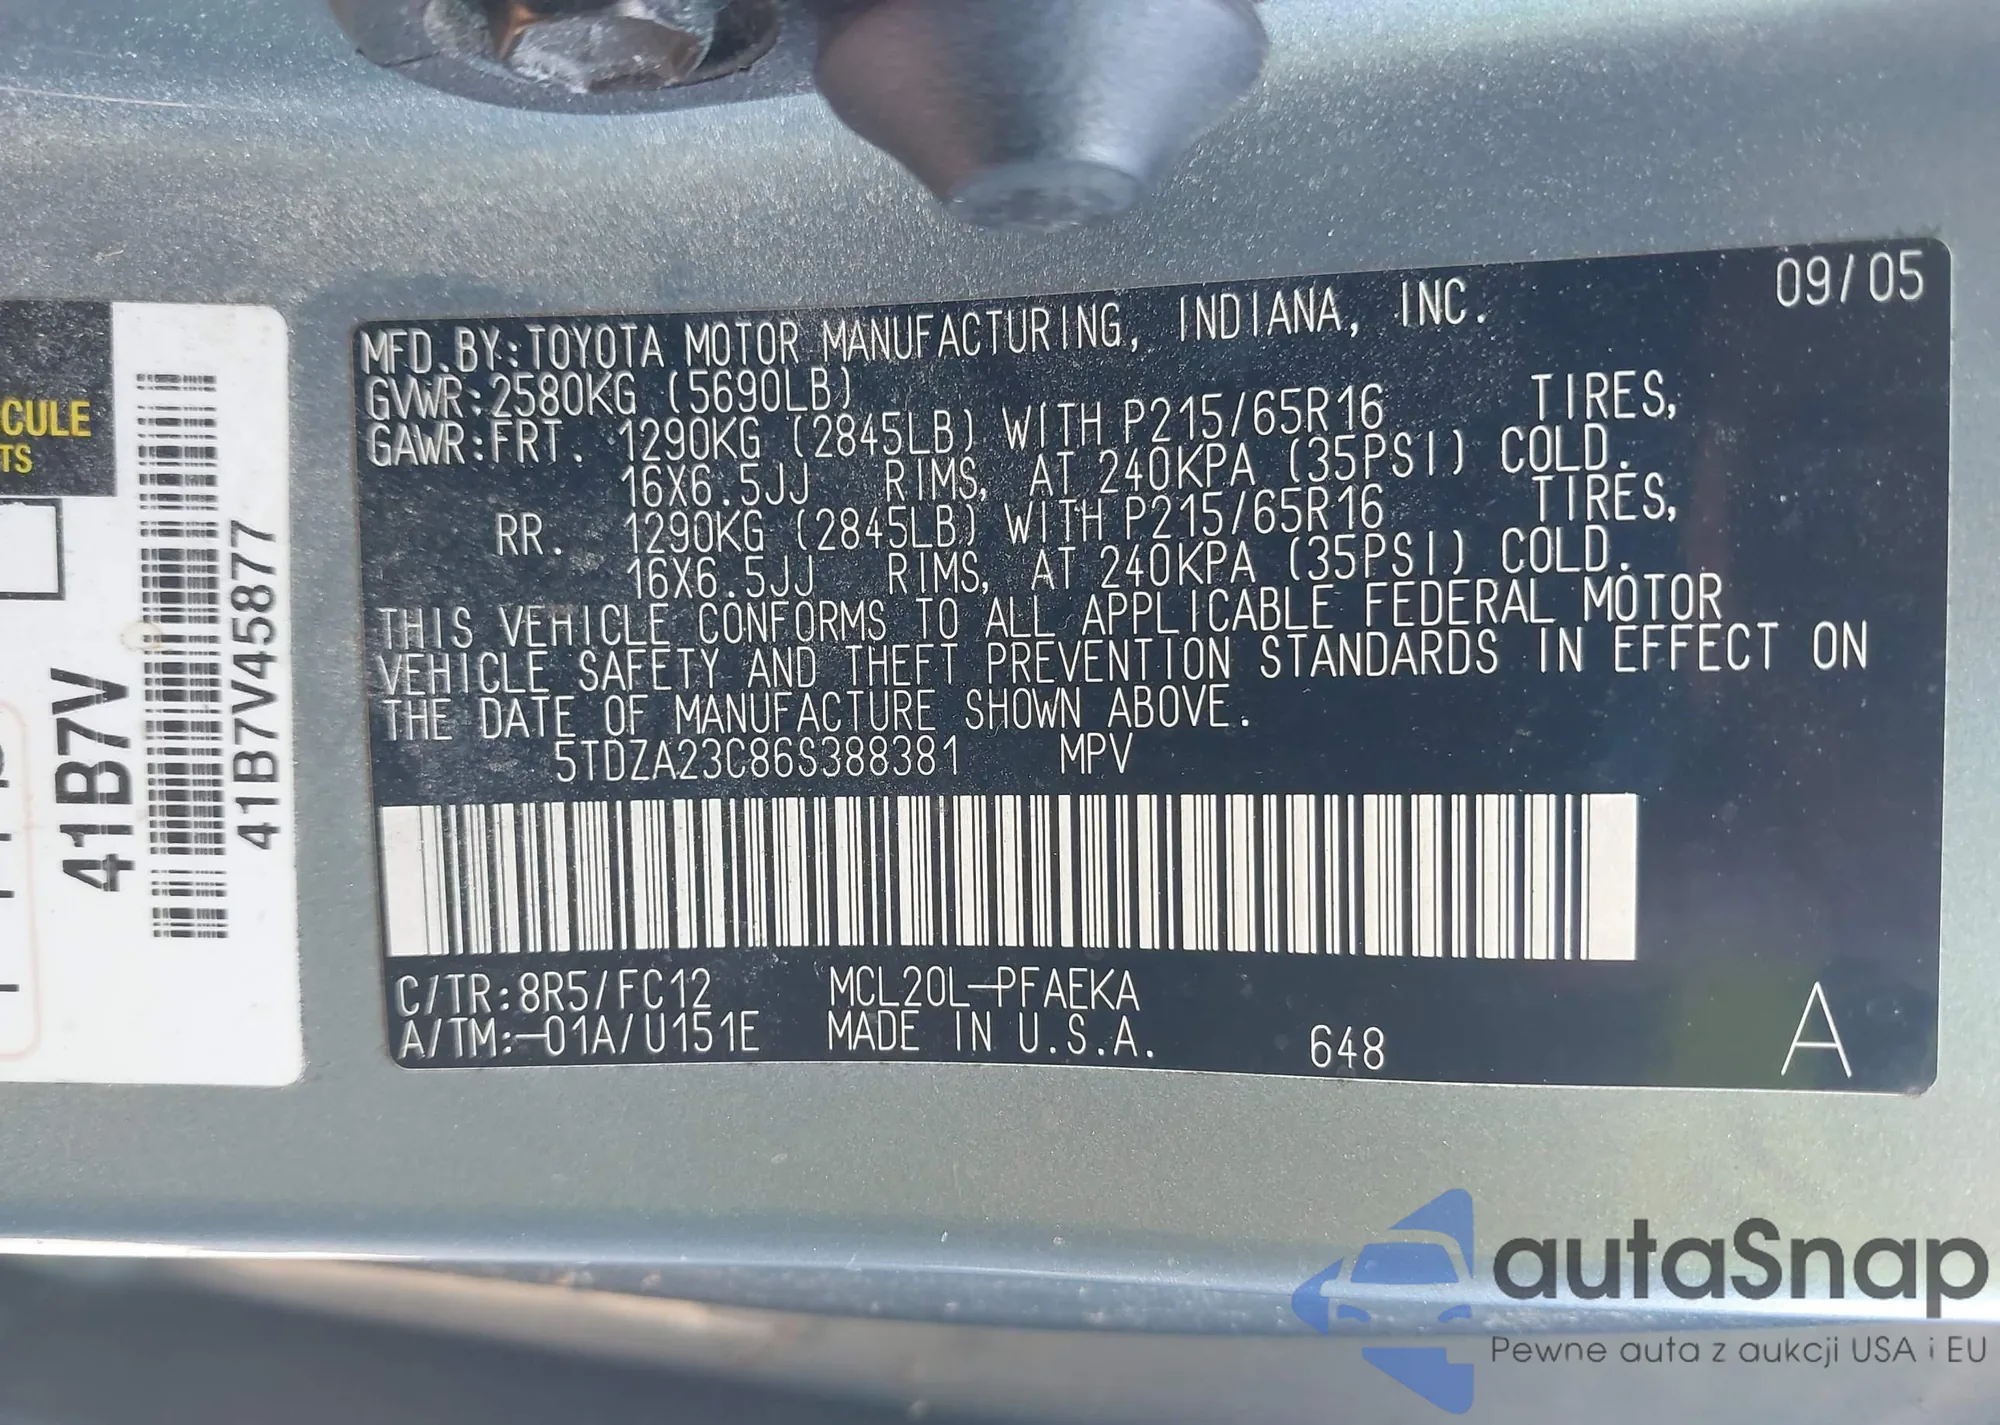 09/05
MFD.BY:TOYOTA MOTOR MANUFACTURING, INDIANA, INC.
GVWR:2580KG (5690LB)
GAWR:FRT. 1290KG (2845LB) WITH P215/65R16 TIRES,
16X6.5JJ RIMS, AT 240KPA (35PSI) COLD.
RR. 1290KG (2845LB) WITH P215/65R16 TIRES,
16X6.5JJ RIMS, AT 240KPA (35PSI) COLD.
THIS VEHICLE CONFORMS TO ALL APPLICABLE FEDERAL MOTOR
VEHICLE SAFETY AND THEFT PREVENTION STANDARDS IN EFFECT ON
THE DATE OF MANUFACTURE SHOWN ABOVE.
5TDZA23C86S388381 MPV
C/TR:8R5/FC12 MCL20L-PFAEKA
A/TM:-01A/U151E MADE IN U.S.A. 648 A
CULE
TS
41B7V
41B7V45877
autaSnap
Pewne auta z aukcji USA i EU